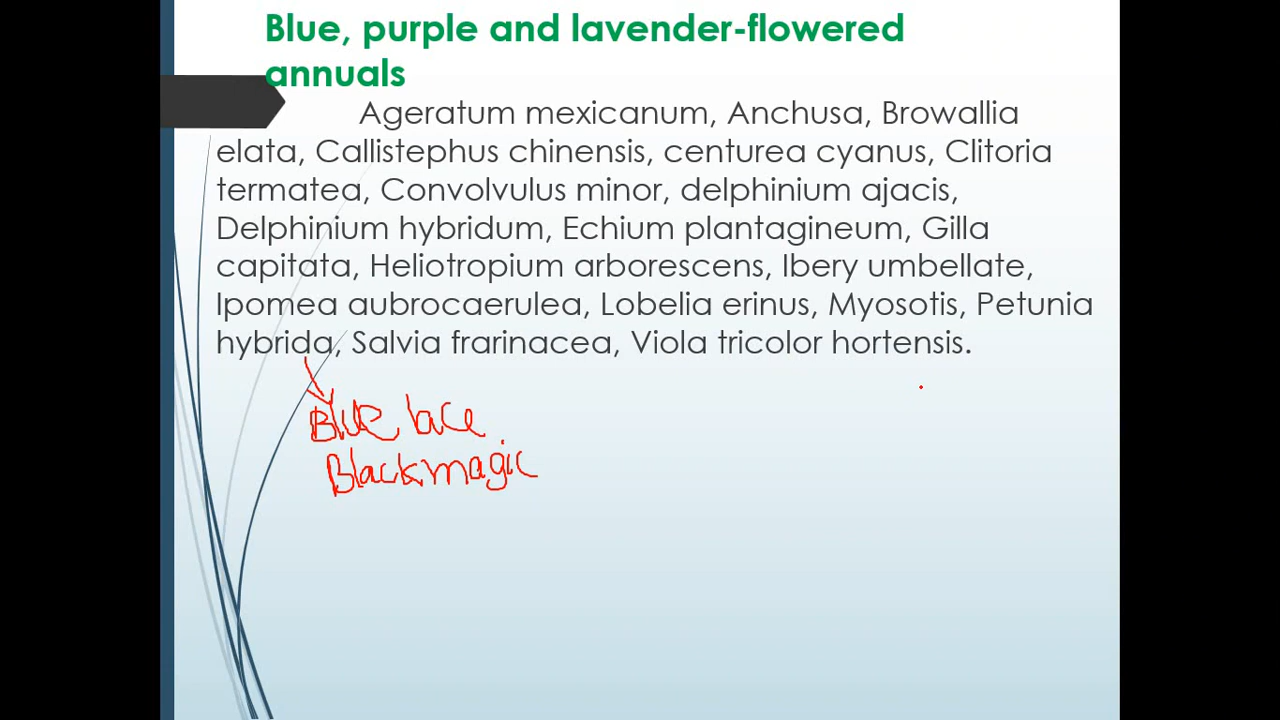 Blue, purple and lavender-flowered
annuals
Ageratum mexicanum, Anchusa, Browallia
elata, Callistephus chinensis, centurea cyanus, Clitoria
termatea, Convolvulus minor, delphinium ajacis,
Delphinium hybridum, Echium plantagineum, Gilla
capitata, Heliotropium arborescens, Ibery umbellate,
Ipomea aubrocaerulea, Lobelia erinus, Myosotis, Petunia
hybrida, Salvia frarinacea, Viola tricolor hortensis.
Blue lace
Blackmagic